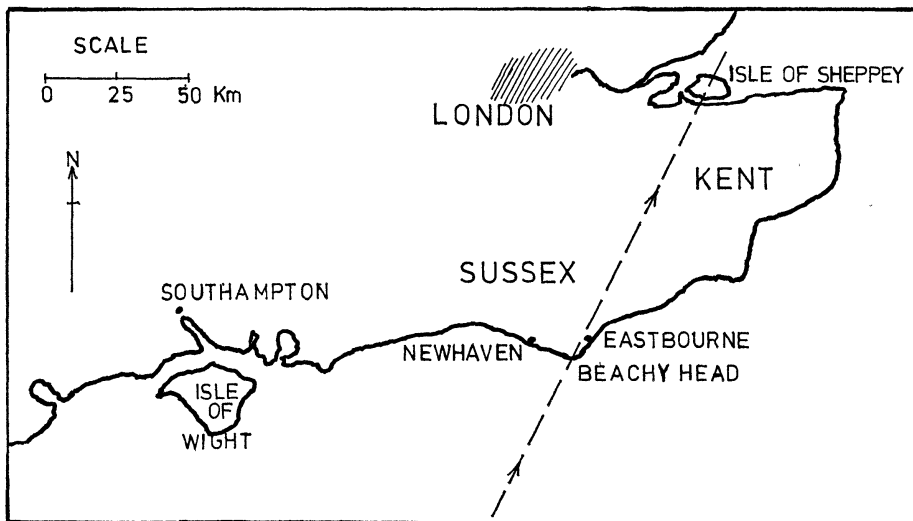 SCALE
0 25 50 Km
N
ISLE OF SHEPPEY
LONDON
KENT
SUSSEX
SOUTHAMPTON
NEWHAVEN
EASTBOURNE
BEACHY HEAD
ISLE
OF
WIGHT